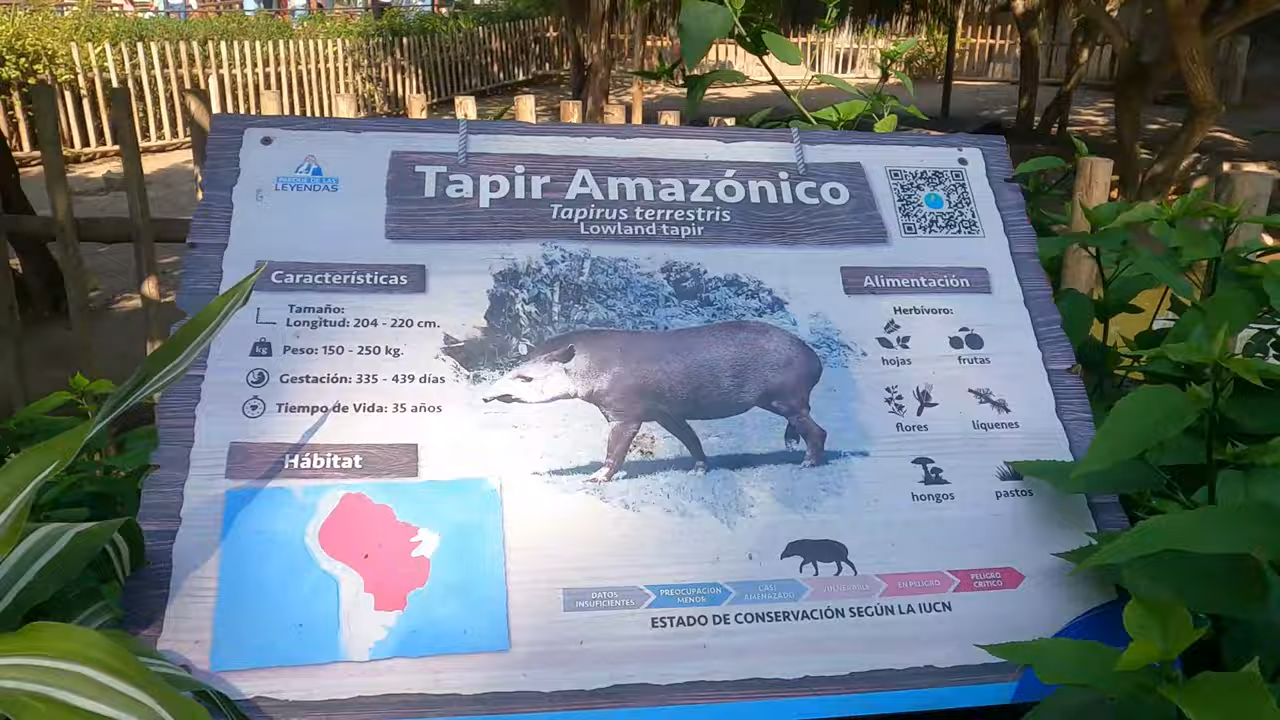 PARQUE DE LAS
LEYENDAS
Tapir Amazónico
Tapirus terrestris
Lowland tapir
Características
Tamaño:
Longitud: 204 - 220 cm.
kg
Peso: 150 - 250 kg.
Gestación: 335 - 439 días
Tiempo de Vida: 35 años
Hábitat
Alimentación
Herbívoro:
hojas
frutas
flores
líquenes
hongos
pastos
DATOS
INSUFICIENTES
PREOCUPACIÓN
MENOR
CASI
AMENAZADO
VULNERABLE
EN PELIGRO
PELIGRO
CRÍTICO
ESTADO DE CONSERVACIÓN SEGÚN LA IUCN